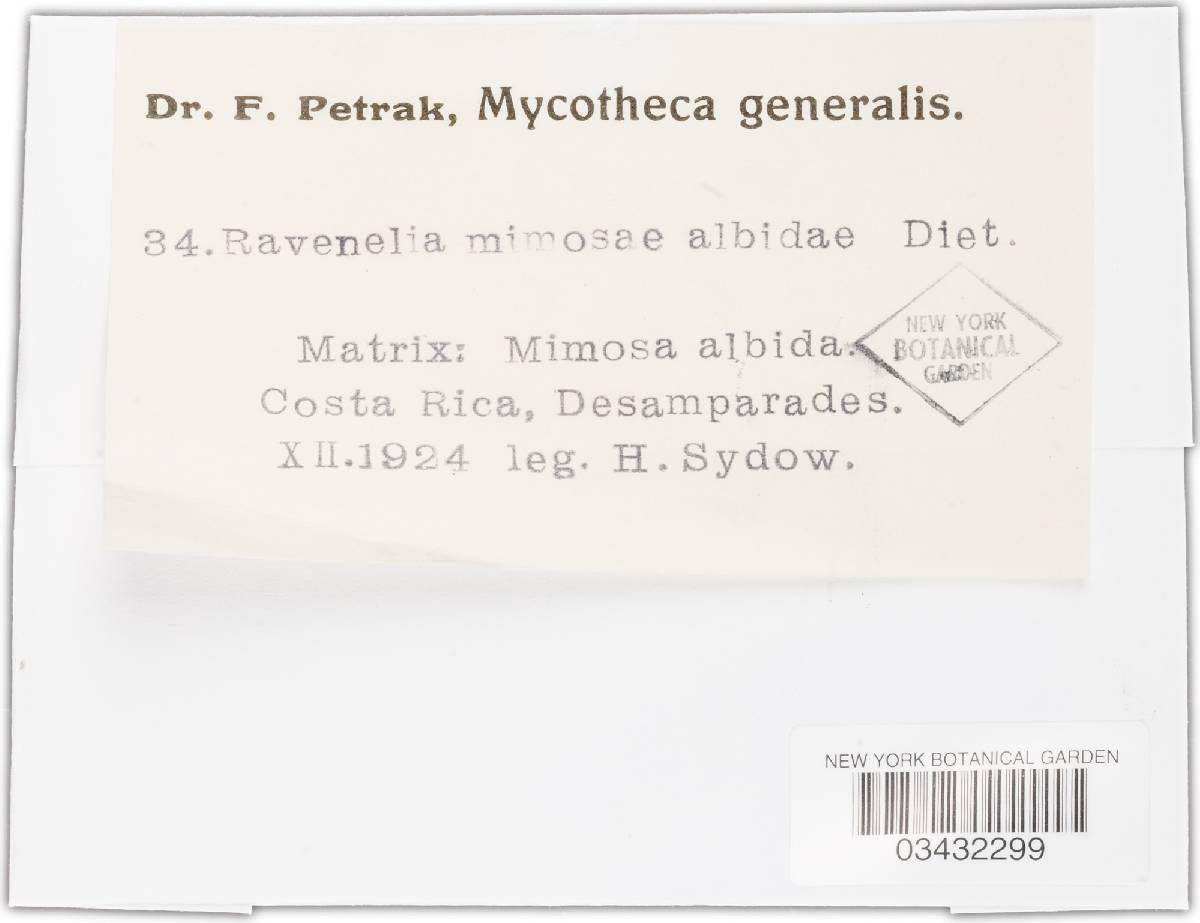 Dr. F. Petrak, Mycotheca generalis.
34. Ravenelia mimosae albidae Diet.
Matrix: Mimosa albida.
Costa Rica, Desamparades.
XII.1924 leg. H. Sydow.
NEW YORK
BOTANICAL
GARDEN
NEW YORK BOTANICAL GARDEN
03432299